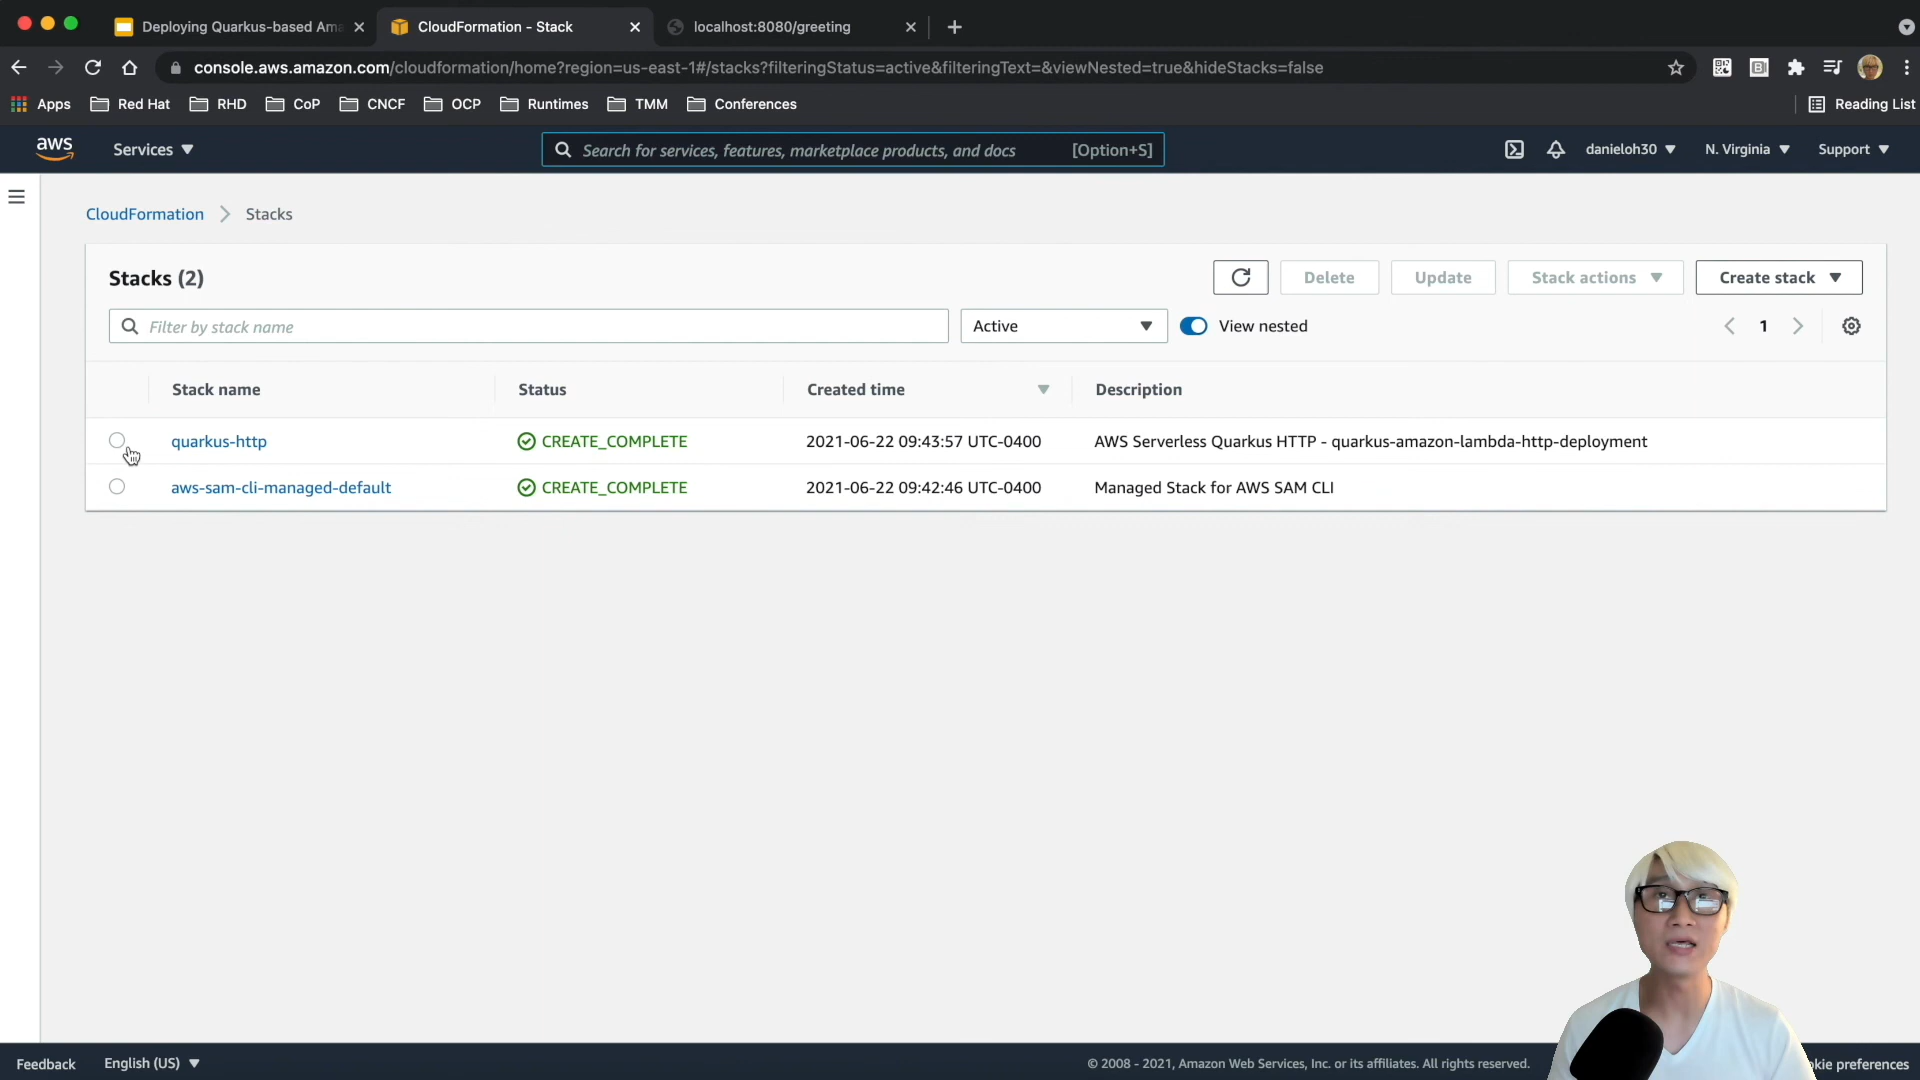 Deploying Quarkus-based Ama
CloudFormation - Stack
localhost:8080/greeting
console.aws.amazon.com/cloudformation/home?region=us-east-1#/stacks?filteringStatus=active&filteringText=&viewNested=true&hideStacks=false
Apps Red Hat RHD CoP CNCF OCP Runtimes TMM Conferences Reading List
aws Services Search for services, features, marketplace products, and docs [Option+S] danieloh30 N. Virginia Support
CloudFormation Stacks
Stacks (2) Delete Update Stack actions Create stack
Filter by stack name Active View nested 1
Stack name Status Created time Description
quarkus-http CREATE_COMPLETE 2021-06-22 09:43:57 UTC-0400 AWS Serverless Quarkus HTTP - quarkus-amazon-lambda-http-deployment
aws-sam-cli-managed-default CREATE_COMPLETE 2021-06-22 09:42:46 UTC-0400 Managed Stack for AWS SAM CLI
Feedback English (US) © 2008 - 2021, Amazon Web Services, Inc. or its affiliates. All rights reserved. preferences